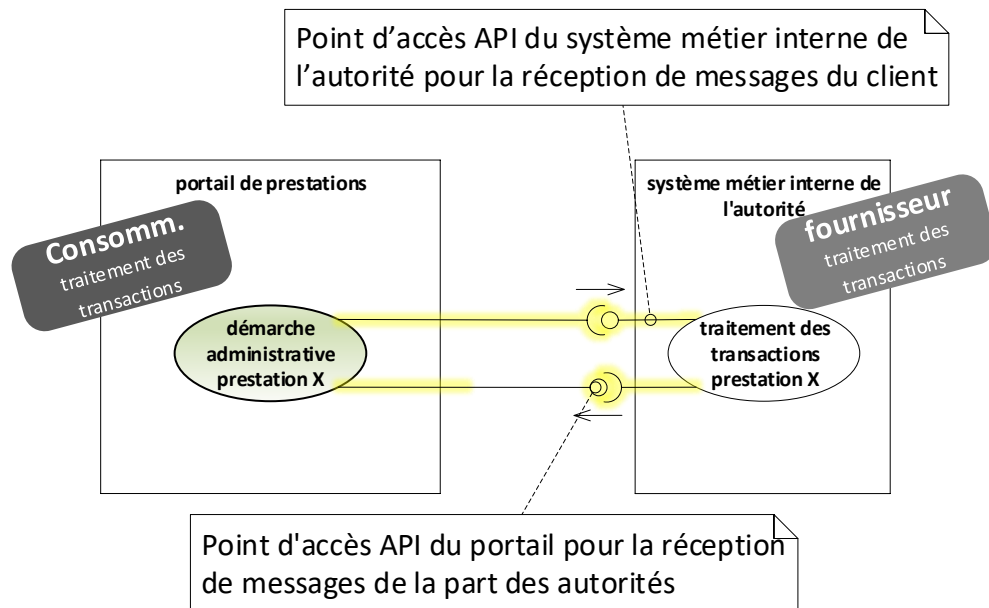 Point d’accès API du système métier interne de
l’autorité pour la réception de messages du client
portail de prestations
système métier interne de
l'autorité
Consomm.
traitement des
transactions
fournisseur
traitement des
transactions
démarche
administrative
prestation X
traitement des
transactions
prestation X
Point d'accès API du portail pour la réception
de messages de la part des autorités